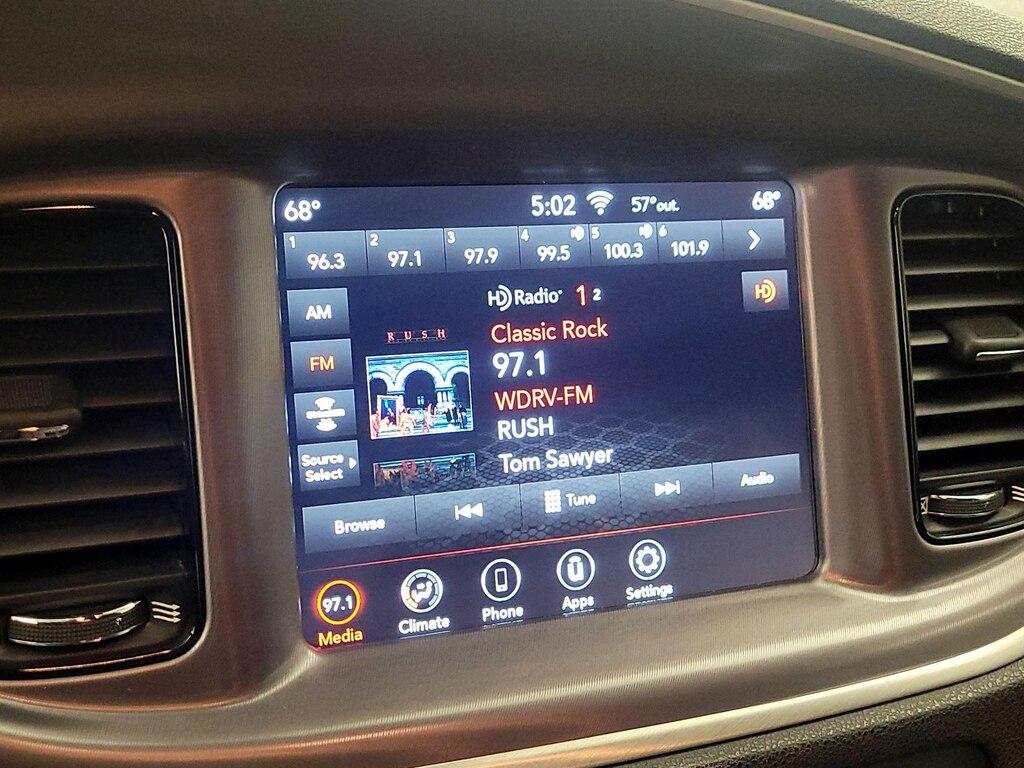 68° 5:02 57° out. 68°
1 2 3 4 5 6
96.3 97.1 97.9 99.5 100.3 101.9
HD Radio 1 2
HD
AM
Classic Rock
RUSH
97.1
FM
WDRV-FM
RUSH
Tom Sawyer
Source
Select
Browse
Tune
Audio
97.1
Media
Climate
Phone
Apps
Settings